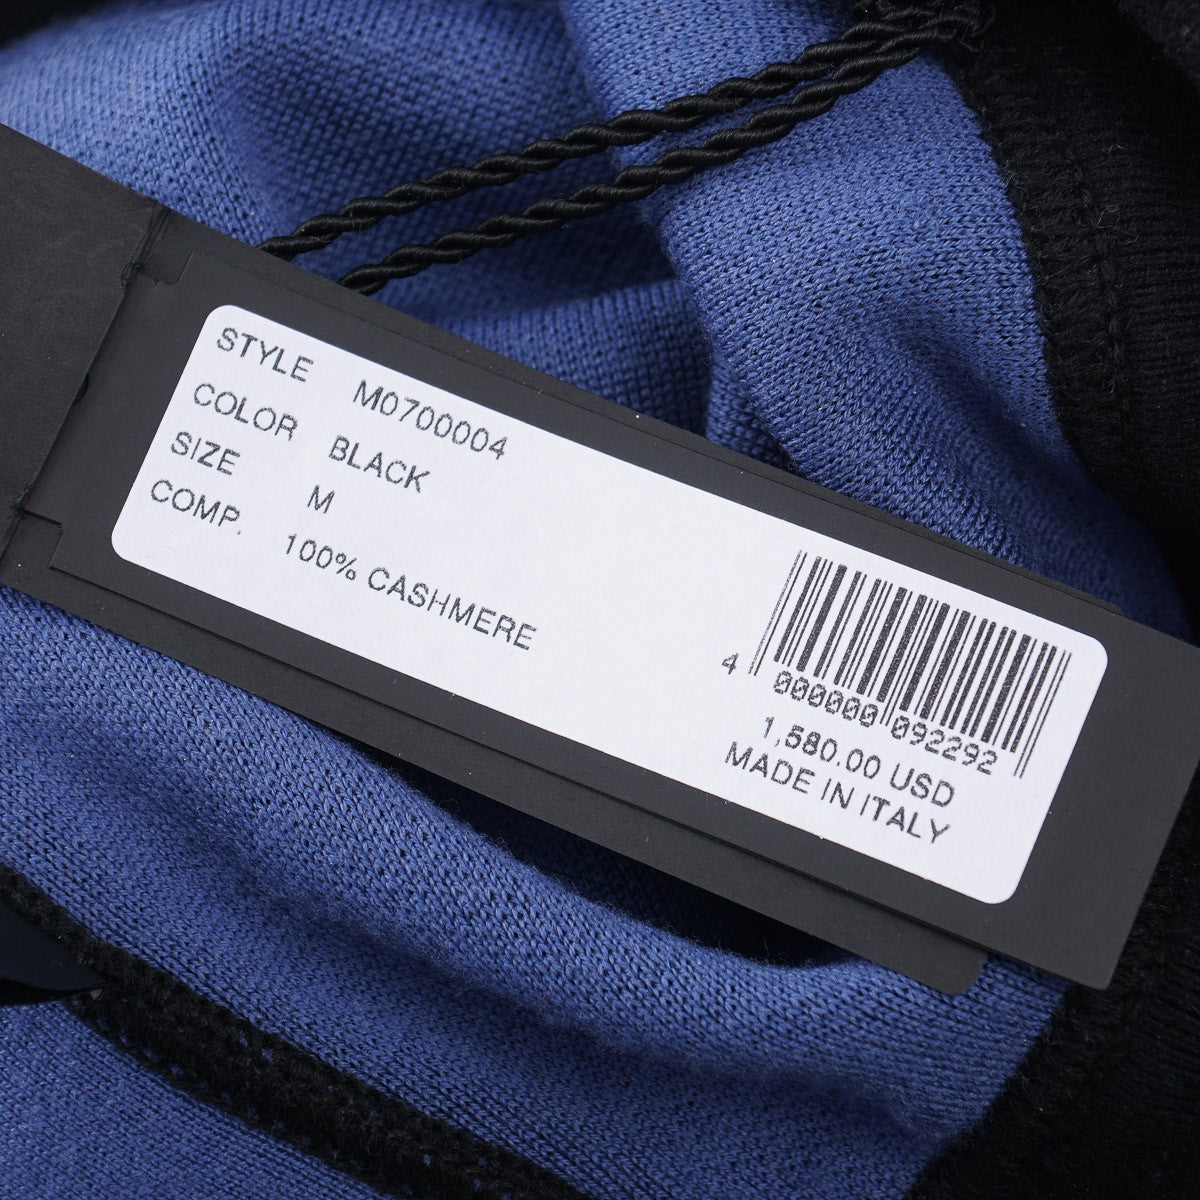 STYLE M0700004
COLOR BLACK
SIZE M
COMP. 100% CASHMERE
4 000000 092292
1,580.00 USD
MADE IN ITALY